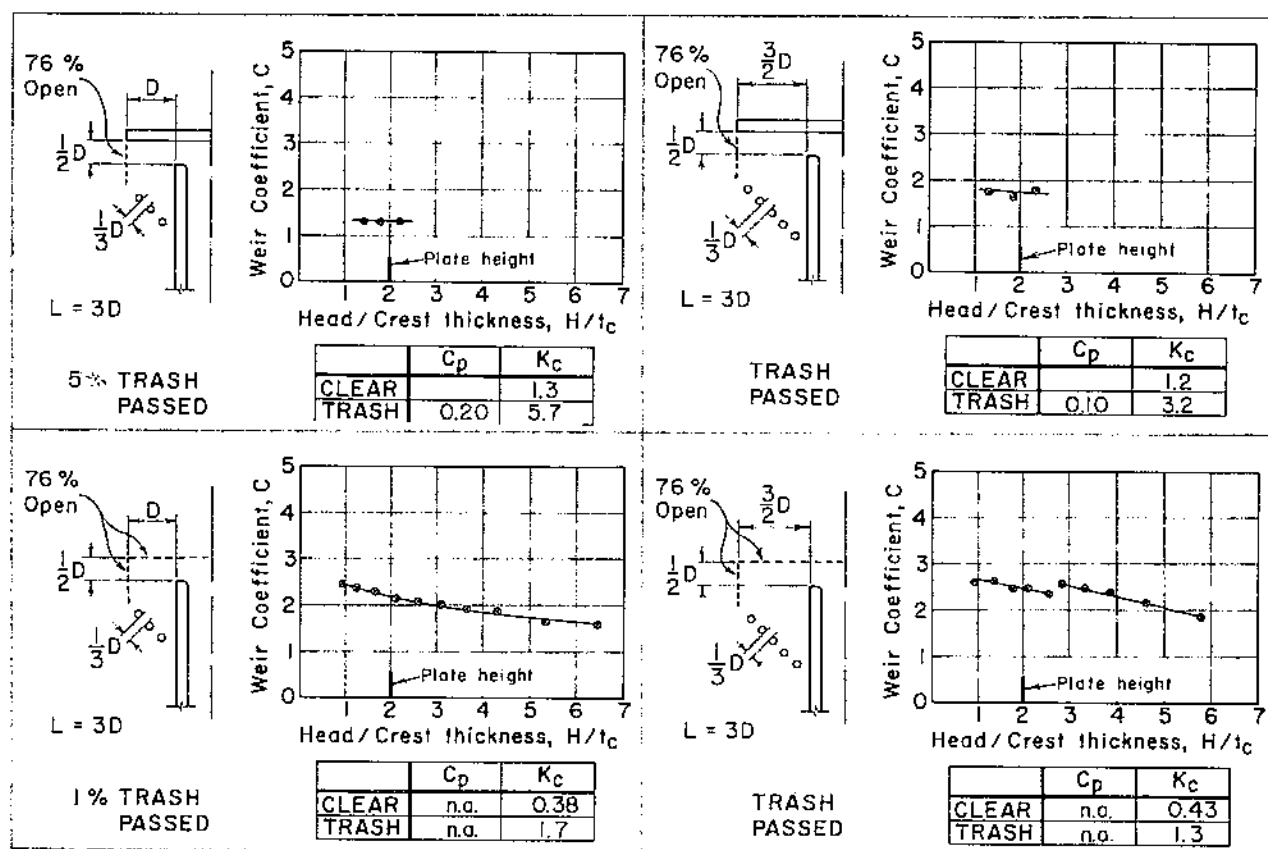 76 %
Open
D
1/2 D
1/3 D
L = 3D
5% TRASH
PASSED
Weir Coefficient, C
5
4
3
2
1
0
Plate height
1 2 3 4 5 6 7
Head/Crest thickness, H/tc
Cp Kc
CLEAR 1.3
TRASH 0.20 5.7
76 %
Open
3/2 D
1/2 D
1/3 D
L = 3D
TRASH
PASSED
Weir Coefficient, C
5
4
3
2
1
0
Plate height
1 2 3 4 5 6 7
Head/Crest thickness, H/tc
Cp Kc
CLEAR 1.2
TRASH 0.10 3.2
76 %
Open
D
1/2 D
1/3 D
L = 3D
1% TRASH
PASSED
Weir Coefficient, C
5
4
3
2
1
0
Plate height
1 2 3 4 5 6 7
Head/Crest thickness, H/tc
Cp Kc
CLEAR n.a. 0.38
TRASH n.a. 1.7
76 %
Open
3/2 D
1/2 D
1/3 D
L = 3D
TRASH
PASSED
Weir Coefficient, C
5
4
3
2
1
0
Plate height
1 2 3 4 5 6 7
Head/Crest thickness, H/tc
Cp Kc
CLEAR n.a. 0.43
TRASH n.a. 1.3